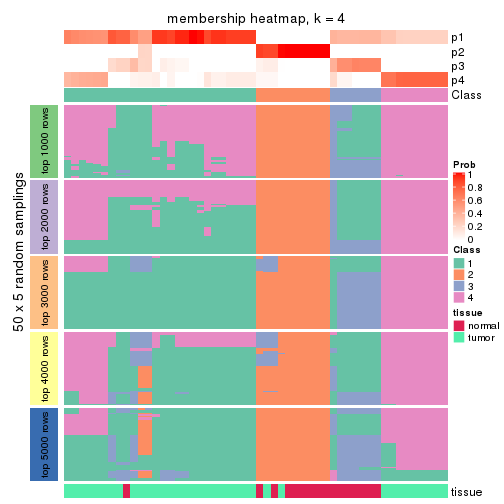 membership heatmap, k = 4
p1
p2
p3
p4
Class
50 x 5 random samplings
top 1000 rows
top 2000 rows
top 3000 rows
top 4000 rows
top 5000 rows
tissue
Prob
1
0.8
0.6
0.4
0.2
0
Class
1
2
3
4
tissue
normal
tumor